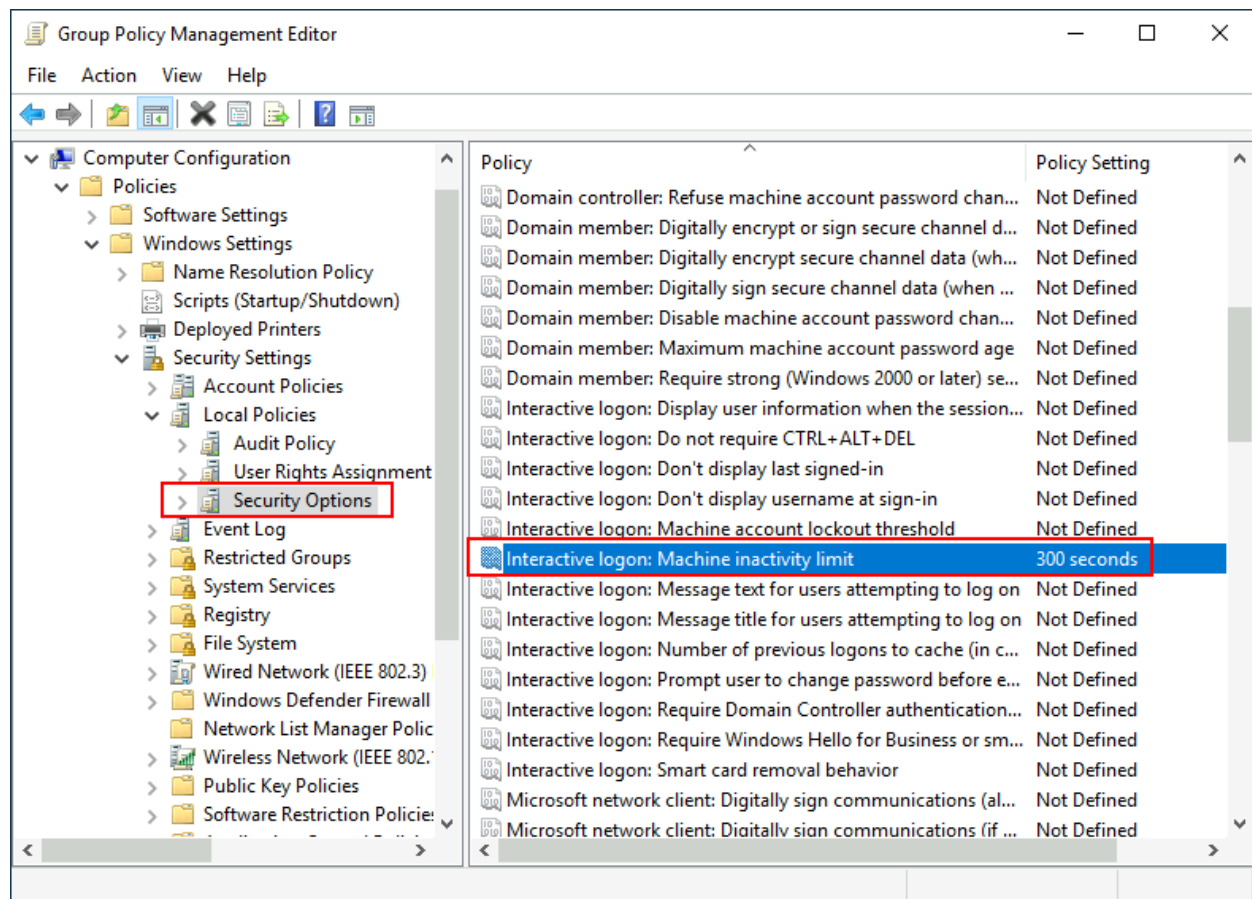 Group Policy Management Editor
File Action View Help
Computer Configuration
Policies
Software Settings
Windows Settings
Name Resolution Policy
Scripts (Startup/Shutdown)
Deployed Printers
Security Settings
Account Policies
Local Policies
Audit Policy
User Rights Assignment
Security Options
Event Log
Restricted Groups
System Services
Registry
File System
Wired Network (IEEE 802.3)
Windows Defender Firewall
Network List Manager Polic
Wireless Network (IEEE 802.1
Public Key Policies
Software Restriction Policies
Policy Policy Setting
Domain controller: Refuse machine account password chan... Not Defined
Domain member: Digitally encrypt or sign secure channel d... Not Defined
Domain member: Digitally encrypt secure channel data (wh... Not Defined
Domain member: Digitally sign secure channel data (when ... Not Defined
Domain member: Disable machine account password chan... Not Defined
Domain member: Maximum machine account password age Not Defined
Domain member: Require strong (Windows 2000 or later) se... Not Defined
Interactive logon: Display user information when the session... Not Defined
Interactive logon: Do not require CTRL+ALT+DEL Not Defined
Interactive logon: Don't display last signed-in Not Defined
Interactive logon: Don't display username at sign-in Not Defined
Interactive logon: Machine account lockout threshold Not Defined
Interactive logon: Machine inactivity limit 300 seconds
Interactive logon: Message text for users attempting to log on Not Defined
Interactive logon: Message title for users attempting to log on Not Defined
Interactive logon: Number of previous logons to cache (in c... Not Defined
Interactive logon: Prompt user to change password before e... Not Defined
Interactive logon: Require Domain Controller authentication... Not Defined
Interactive logon: Require Windows Hello for Business or sm... Not Defined
Interactive logon: Smart card removal behavior Not Defined
Microsoft network client: Digitally sign communications (al... Not Defined
Microsoft network client: Digitally sign communications (if ... Not Defined